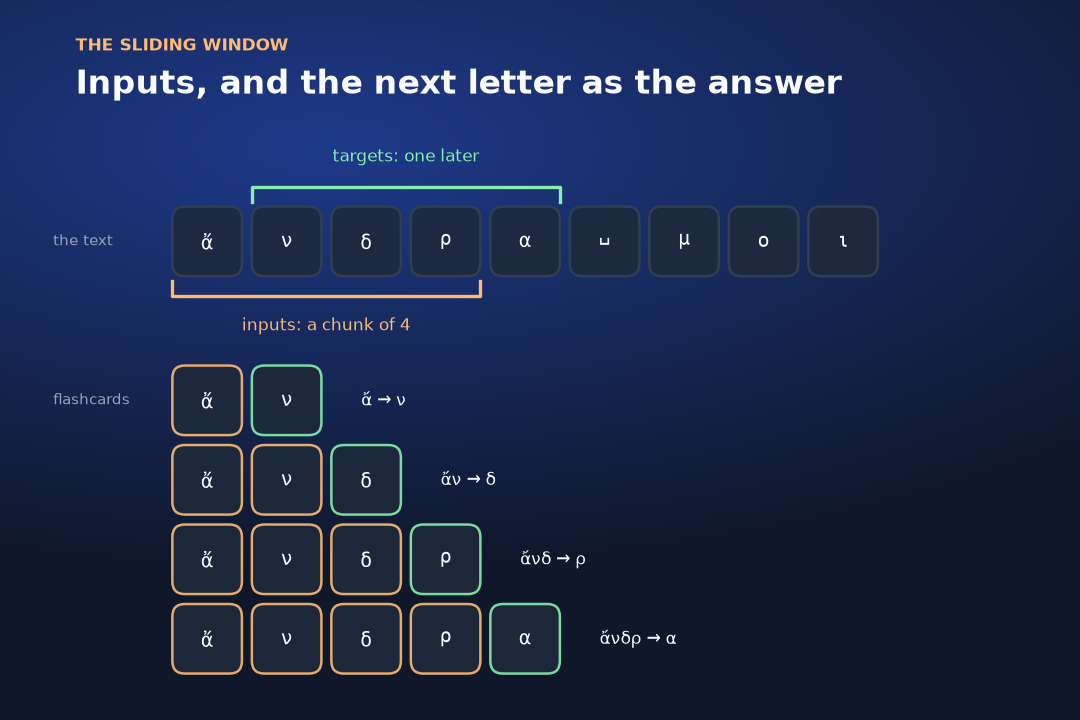 THE SLIDING WINDOW
Inputs, and the next letter as the answer
targets: one later
the text ἄ ν δ ρ α ␣ μ ο ι
inputs: a chunk of 4
flashcards ἄ ν ἄ → ν
ἄ ν δ ἄν → δ
ἄ ν δ ρ ἄνδ → ρ
ἄ ν δ ρ α ἄνδρ → α